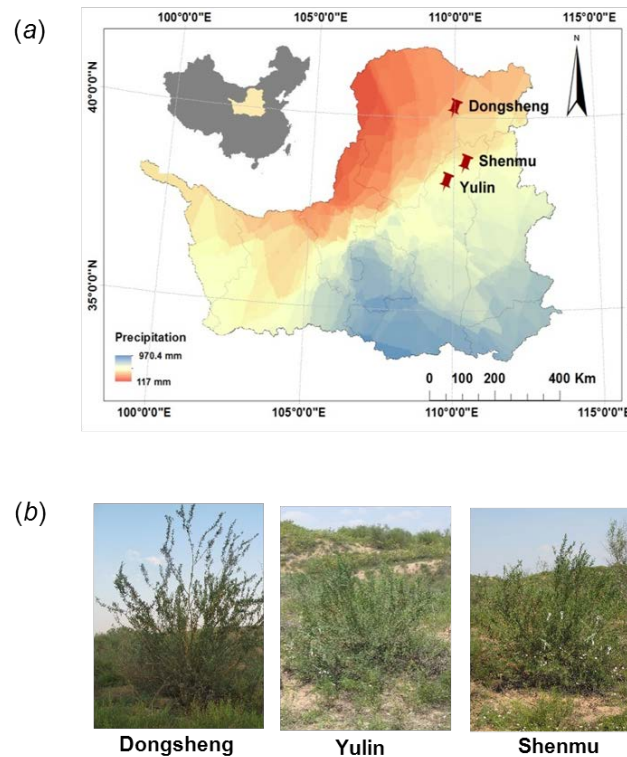 (a)
100°0'0"E 105°0'0"E 110°0'0"E 115°0'0"E
N
40°0'0"N
Dongsheng
Shenmu
Yulin
35°0'0"N
Precipitation
970.4 mm
117 mm
0 100 200 400 Km
100°0'0"E 105°0'0"E 110°0'0"E 115°0'0"E
(b)
Dongsheng Yulin Shenmu